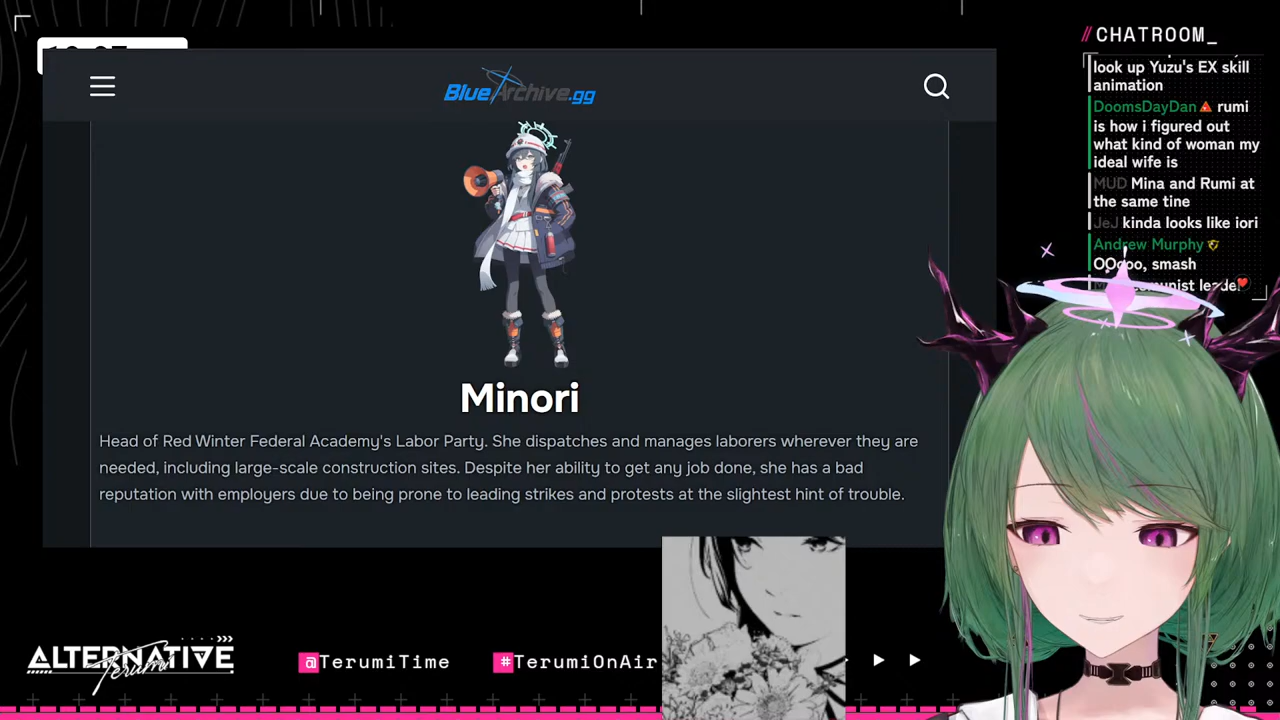 // CHATROOM_
look up Yuzu's EX skill
animation
DoomsDayDan rumi
is how i figured out
what kind of woman my
ideal wife is
MUD Mina and Rumi at
the same tine
JeJ kinda looks like iori
Andrew Murphy
OOooo, smash
BlueArchive.gg
Minori
Head of Red Winter Federal Academy's Labor Party. She dispatches and manages laborers wherever they are
needed, including large-scale construction sites. Despite her ability to get any job done, she has a bad
reputation with employers due to being prone to leading strikes and protests at the slightest hint of trouble.
ALTERNATIVE
Terumi
@TerumiTime
#TerumiOnAir